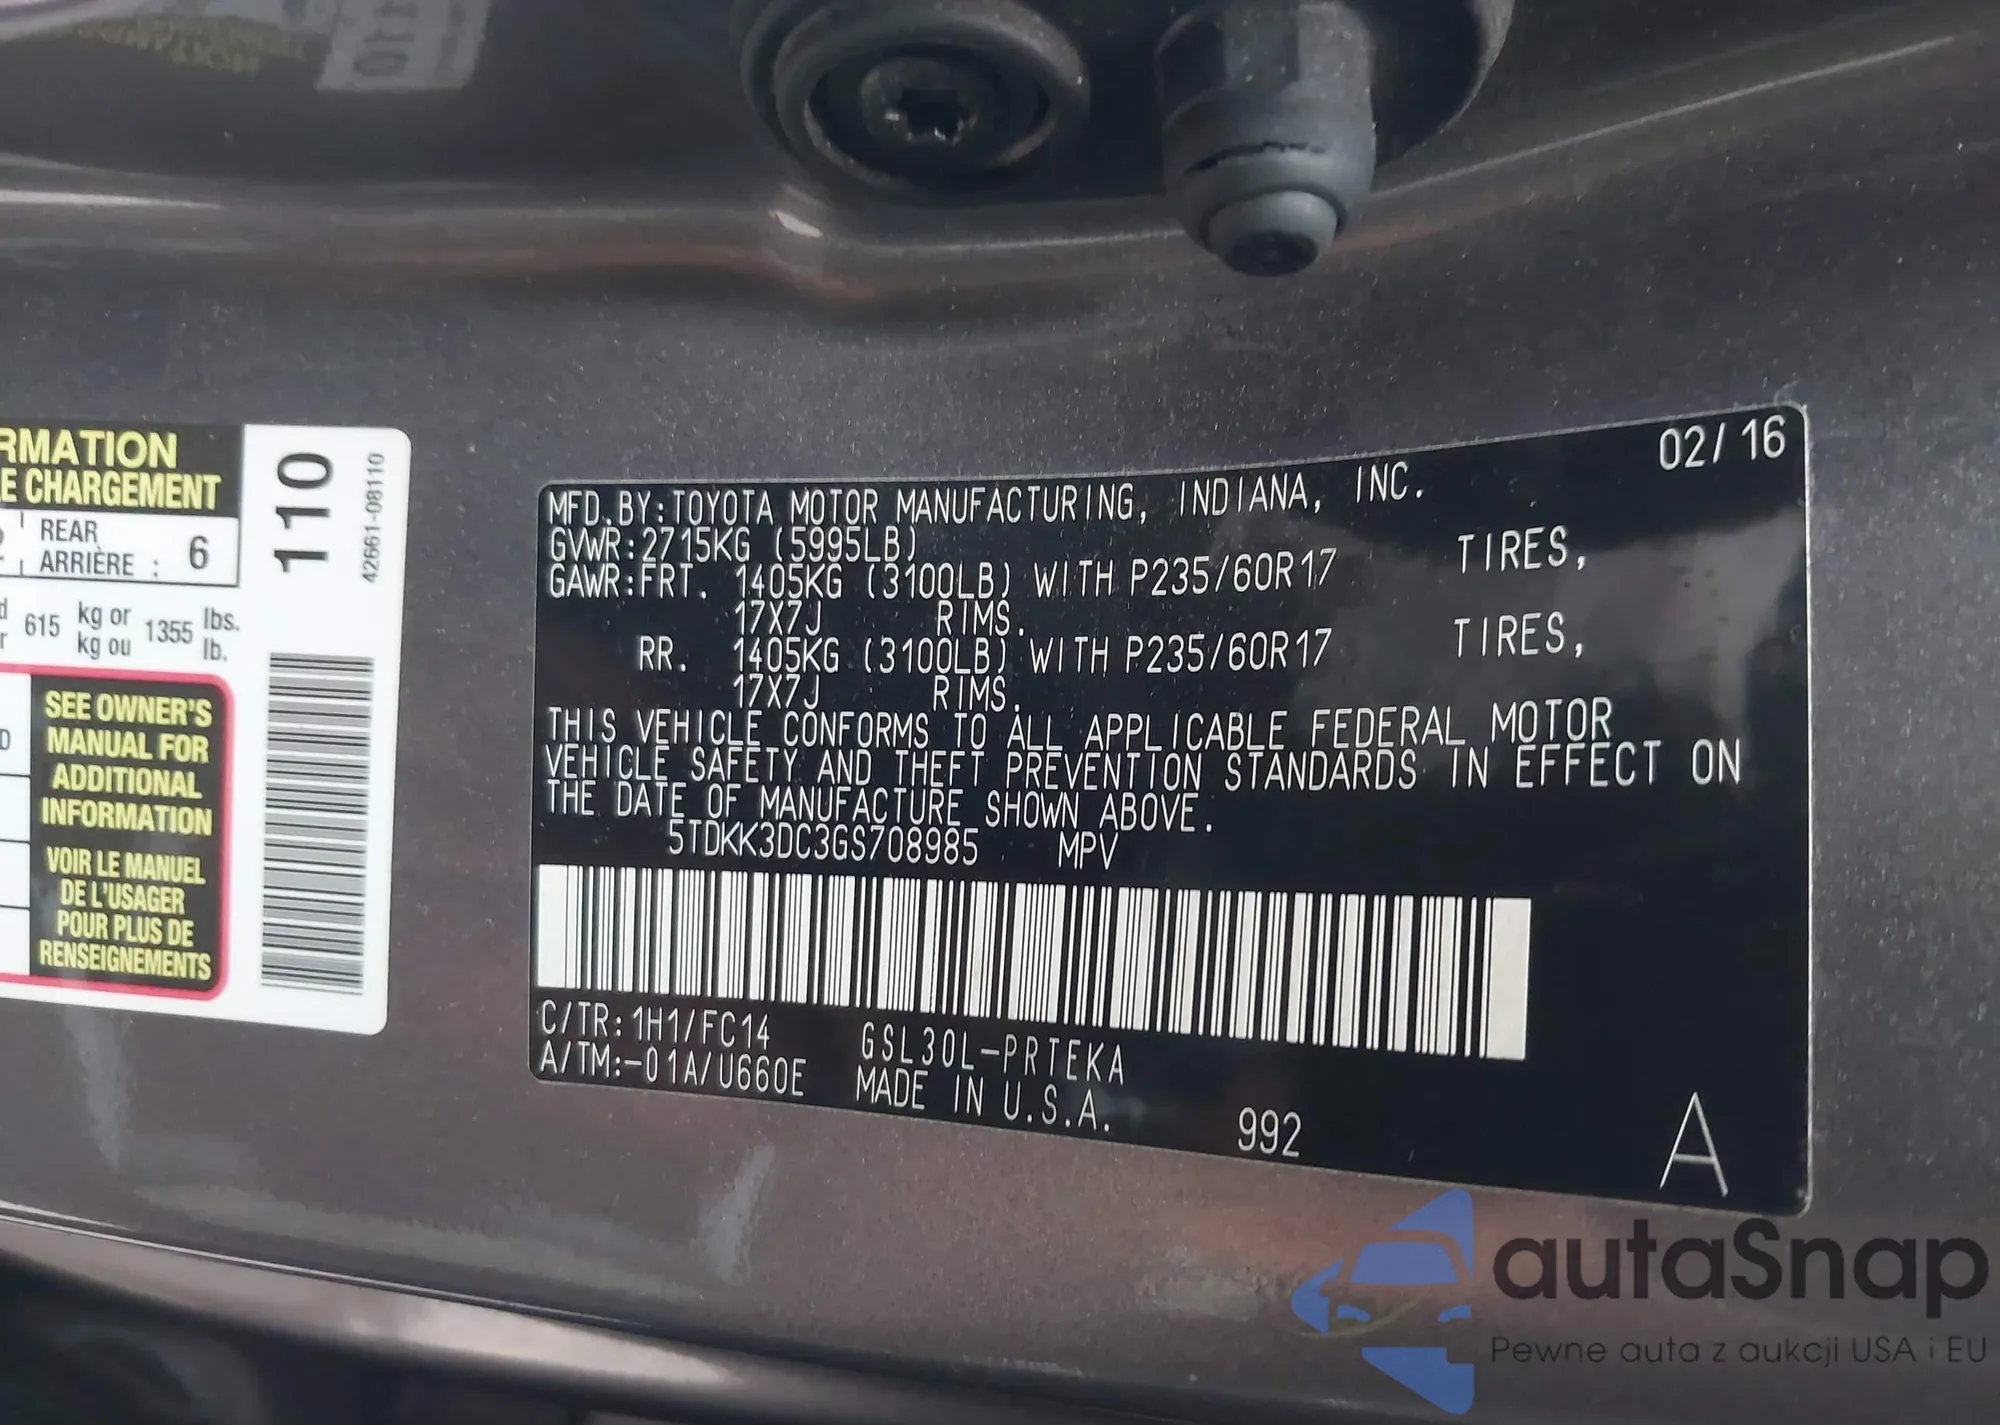 RMATION
E CHARGEMENT
REAR
ARRIÈRE : 6
615 kg or 1355 lbs.
kg ou lb.
SEE OWNER'S
MANUAL FOR
ADDITIONAL
INFORMATION
VOIR LE MANUEL
DE L'USAGER
POUR PLUS DE
RENSEIGNEMENTS
110
42661-08110
02/16
MFD.BY:TOYOTA MOTOR MANUFACTURING, INDIANA, INC.
GVWR:2715KG (5995LB)
GAWR:FRT. 1405KG (3100LB) WITH P235/60R17 TIRES,
17X7J RIMS.
RR. 1405KG (3100LB) WITH P235/60R17 TIRES,
17X7J RIMS.
THIS VEHICLE CONFORMS TO ALL APPLICABLE FEDERAL MOTOR
VEHICLE SAFETY AND THEFT PREVENTION STANDARDS IN EFFECT ON
THE DATE OF MANUFACTURE SHOWN ABOVE.
5TDKK3DC3GS708985 MPV
C/TR:1H1/FC14 GSL30L-PRTEKA
A/TM:-01A/U660E MADE IN U.S.A.
992
A
autaSnap
Pewne auta z aukcji USA i EU